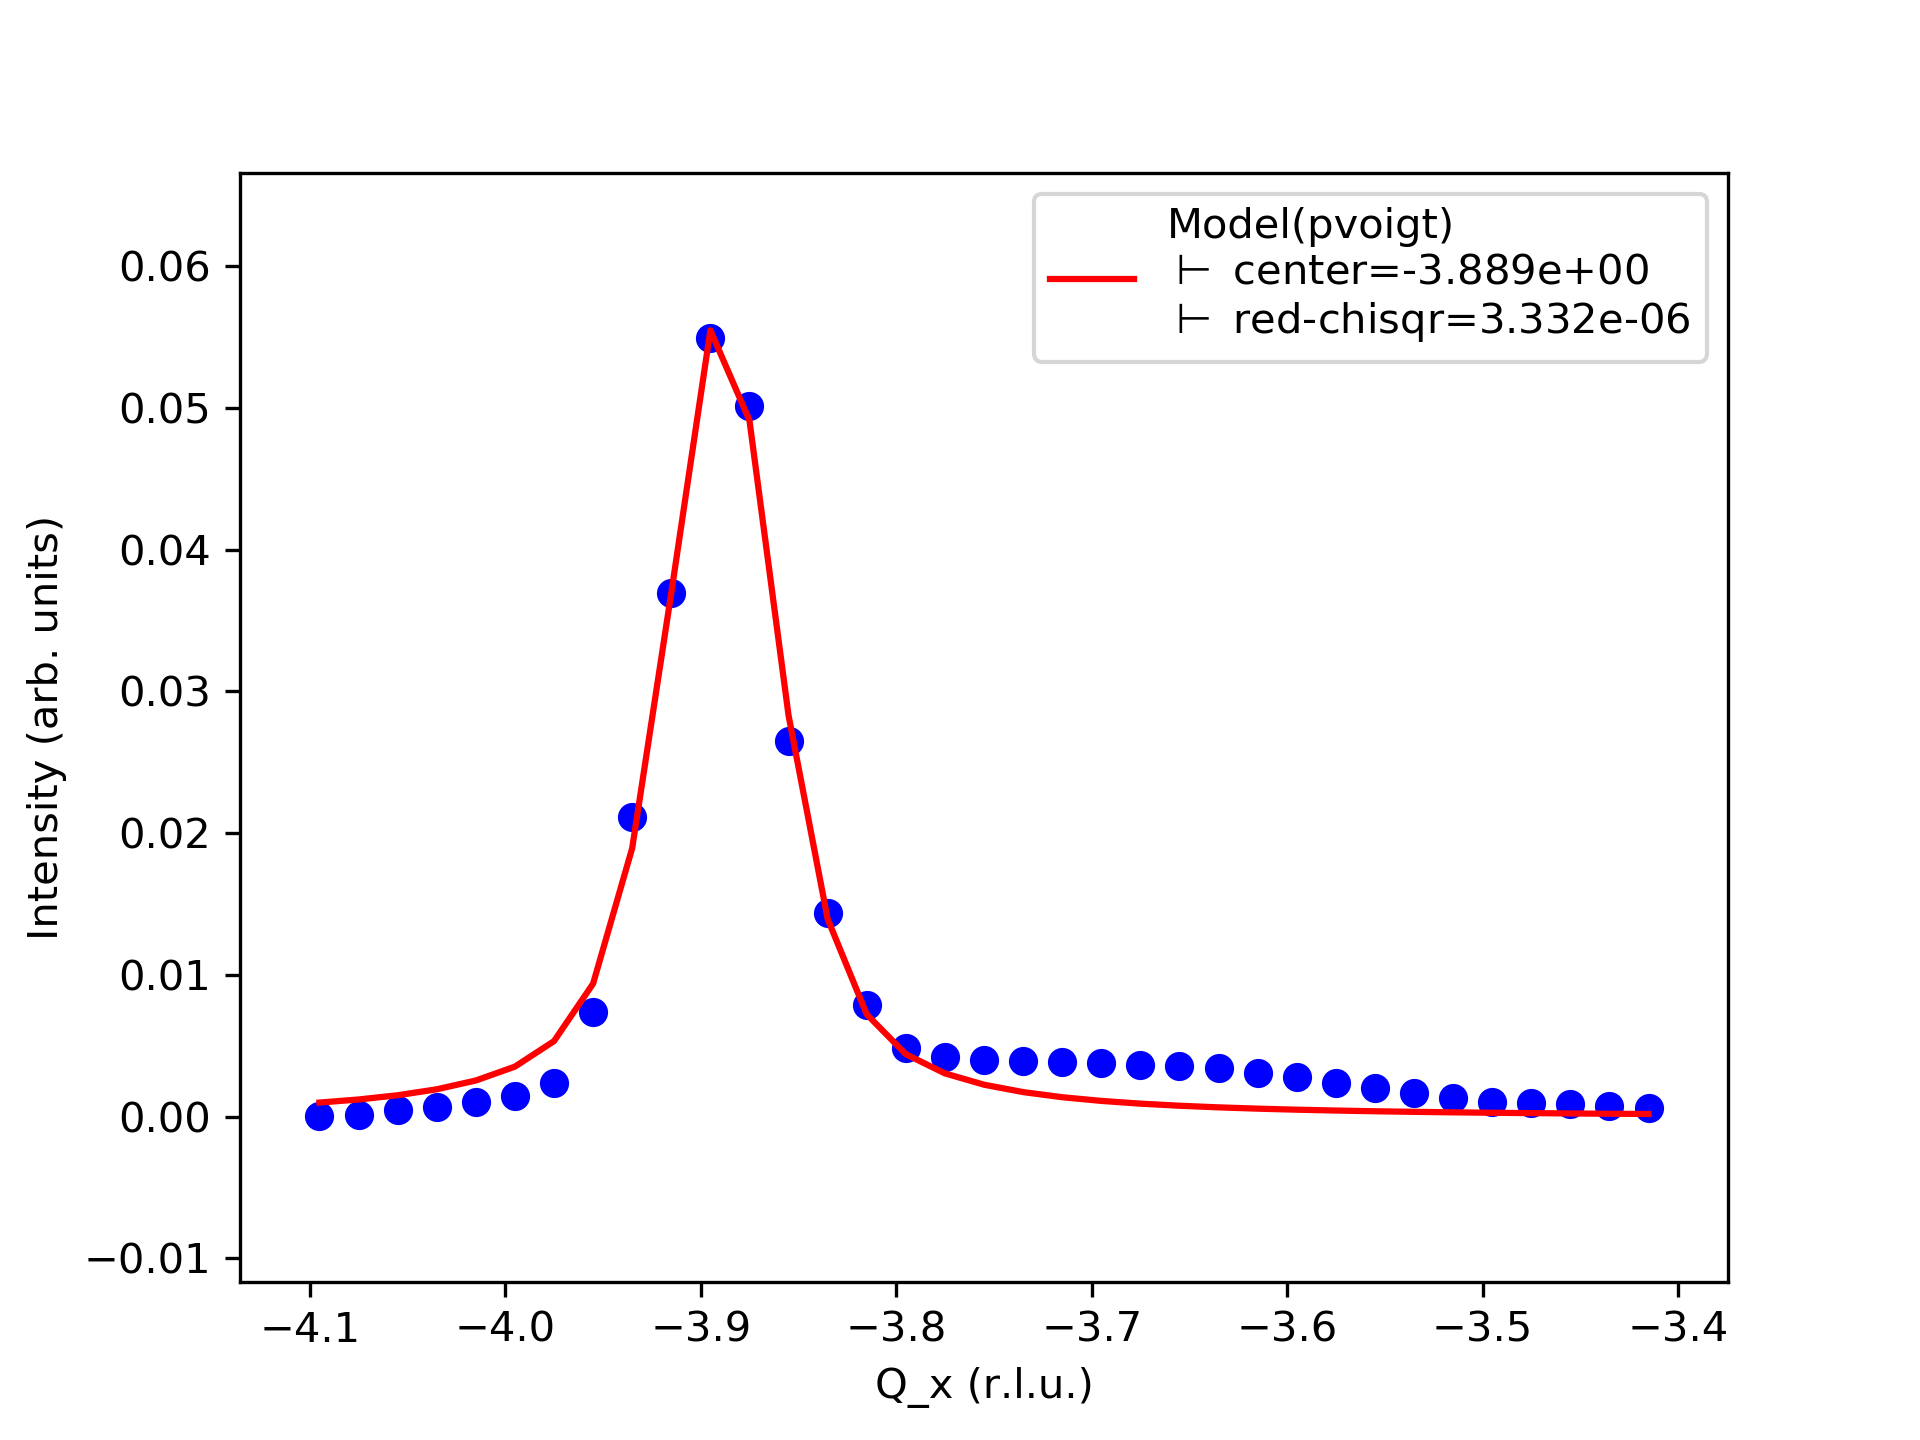 Model(pvoigt)
⊢ center=-3.889e+00
⊢ red-chisqr=3.332e-06
0.06
0.05
0.04
0.03
0.02
0.01
0.00
−0.01
Intensity (arb. units)
−4.1 −4.0 −3.9 −3.8 −3.7 −3.6 −3.5 −3.4
Q_x (r.l.u.)